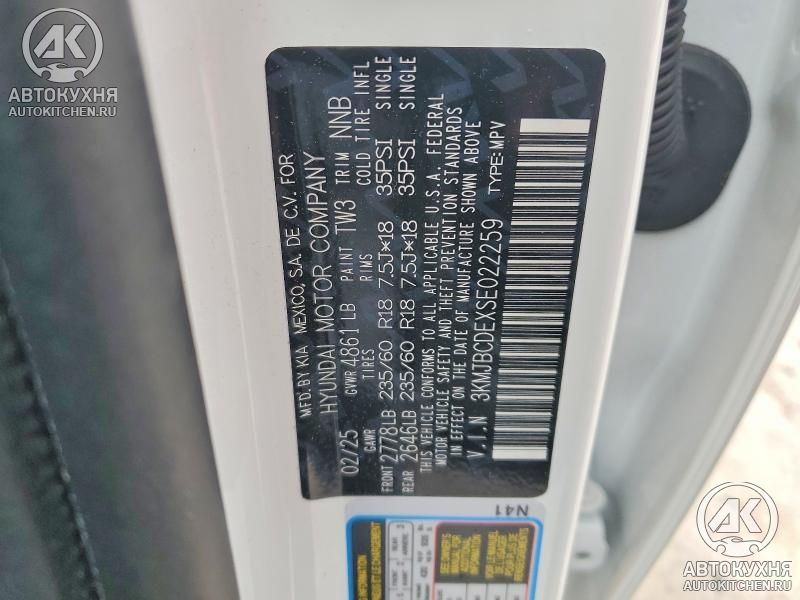 AK
АВТОКУХНЯ
AUTOKITCHEN.RU
MFD. BY KIA MEXICO, S.A. DE C.V. FOR
HYUNDAI MOTOR COMPANY
02/25 PAINT TW3 TRIM NNB
GVWR 4861 LB
GAWR TIRES RIMS COLD TIRE INFL
FRONT 2778LB 235/60 R18 7.5J×18 35PSI SINGLE
REAR 2646LB 235/60 R18 7.5J×18 35PSI SINGLE
THIS VEHICLE CONFORMS TO ALL APPLICABLE U.S.A. FEDERAL
MOTOR VEHICLE SAFETY AND THEFT PREVENTION STANDARDS
IN EFFECT ON THE DATE OF MANUFACTURE SHOWN ABOVE
V.I.N 3KMJBCDEXSE022259 TYPE: MPV
N41
AK
АВТОКУХНЯ
AUTOKITCHEN.RU